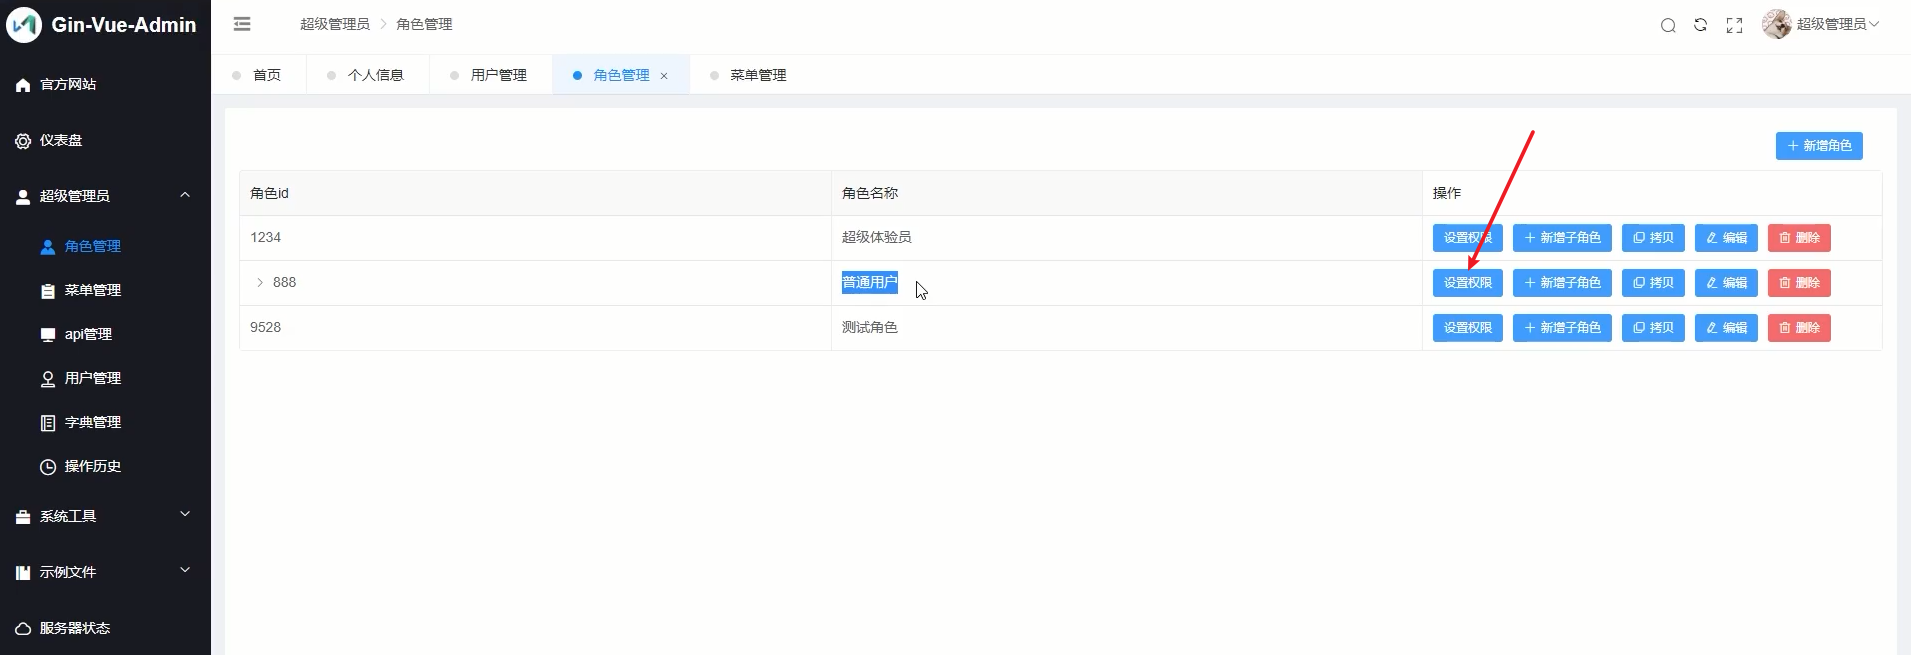 Gin-Vue-Admin
超级管理员 > 角色管理
超级管理员
首页 个人信息 用户管理 角色管理 × 菜单管理
官方网站
仪表盘
超级管理员
角色管理
菜单管理
api管理
用户管理
字典管理
操作历史
系统工具
示例文件
服务器状态
+ 新增角色
角色id 角色名称 操作
1234 超级体验员 设置权限 + 新增子角色 拷贝 编辑 删除
> 888 普通用户 设置权限 + 新增子角色 拷贝 编辑 删除
9528 测试角色 设置权限 + 新增子角色 拷贝 编辑 删除